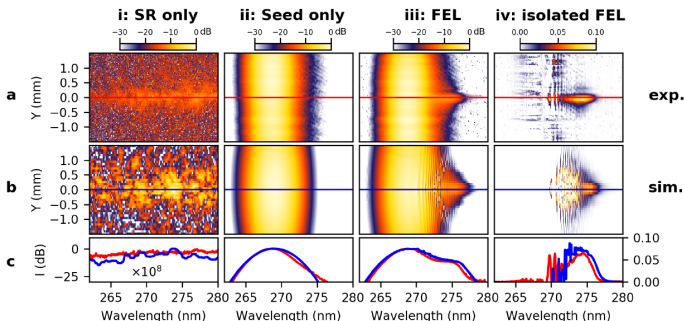 i: SR only ii: Seed only iii: FEL iv: isolated FEL
−30 −20 −10 0 dB −30 −20 −10 0 dB −30 −20 −10 0 dB 0.00 0.05 0.10
a Y (mm) 1.0 0.5 0.0 −0.5 −1.0 exp.
b Y (mm) 1.0 0.5 0.0 −0.5 −1.0 sim.
c I (dB) 0 −25 ×10⁸ 0.10 0.05 0.00
265 270 275 280 265 270 275 280 265 270 275 280 265 270 275 280
Wavelength (nm) Wavelength (nm) Wavelength (nm) Wavelength (nm)